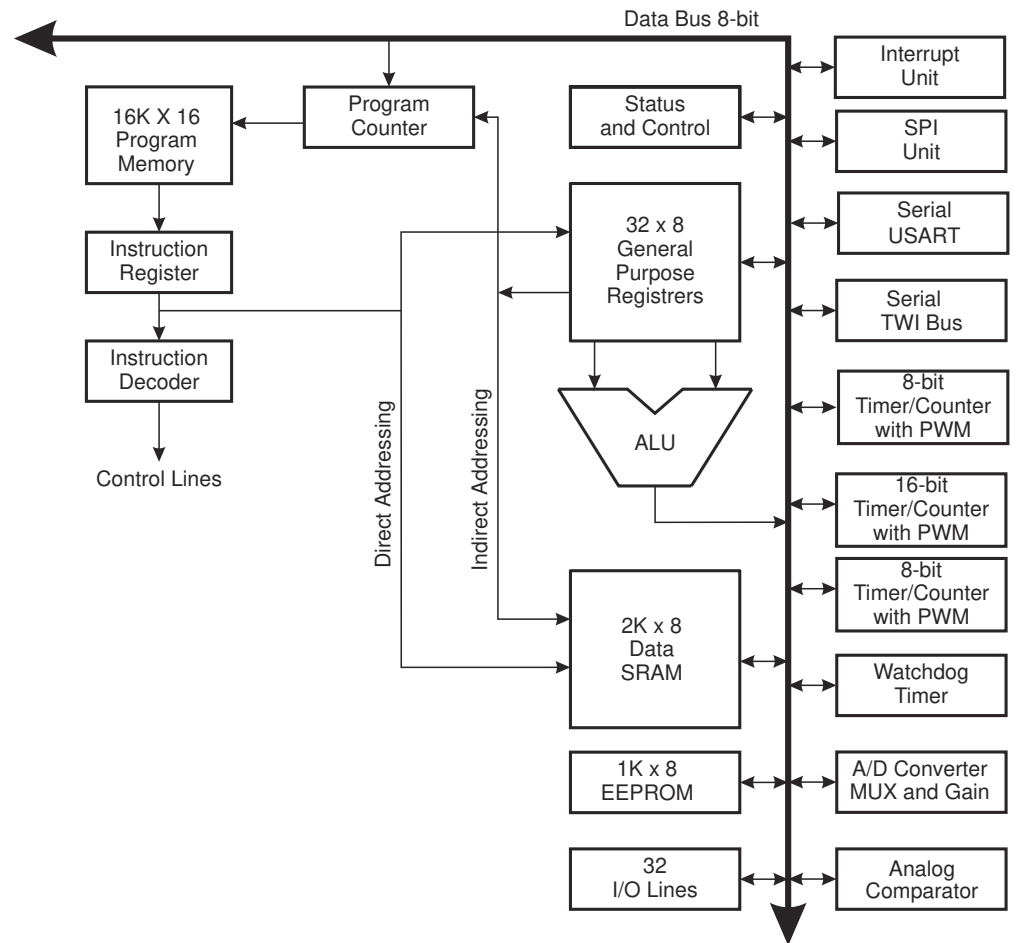 Data Bus 8-bit
16K X 16
Program
Memory
Program
Counter
Status
and Control
Interrupt
Unit
SPI
Unit
Instruction
Register
32 x 8
General
Purpose
Registrers
Serial
USART
Serial
TWI Bus
Instruction
Decoder
Control Lines
Direct Addressing
Indirect Addressing
ALU
8-bit
Timer/Counter
with PWM
16-bit
Timer/Counter
with PWM
8-bit
Timer/Counter
with PWM
2K x 8
Data
SRAM
Watchdog
Timer
1K x 8
EEPROM
A/D Converter
MUX and Gain
32
I/O Lines
Analog
Comparator